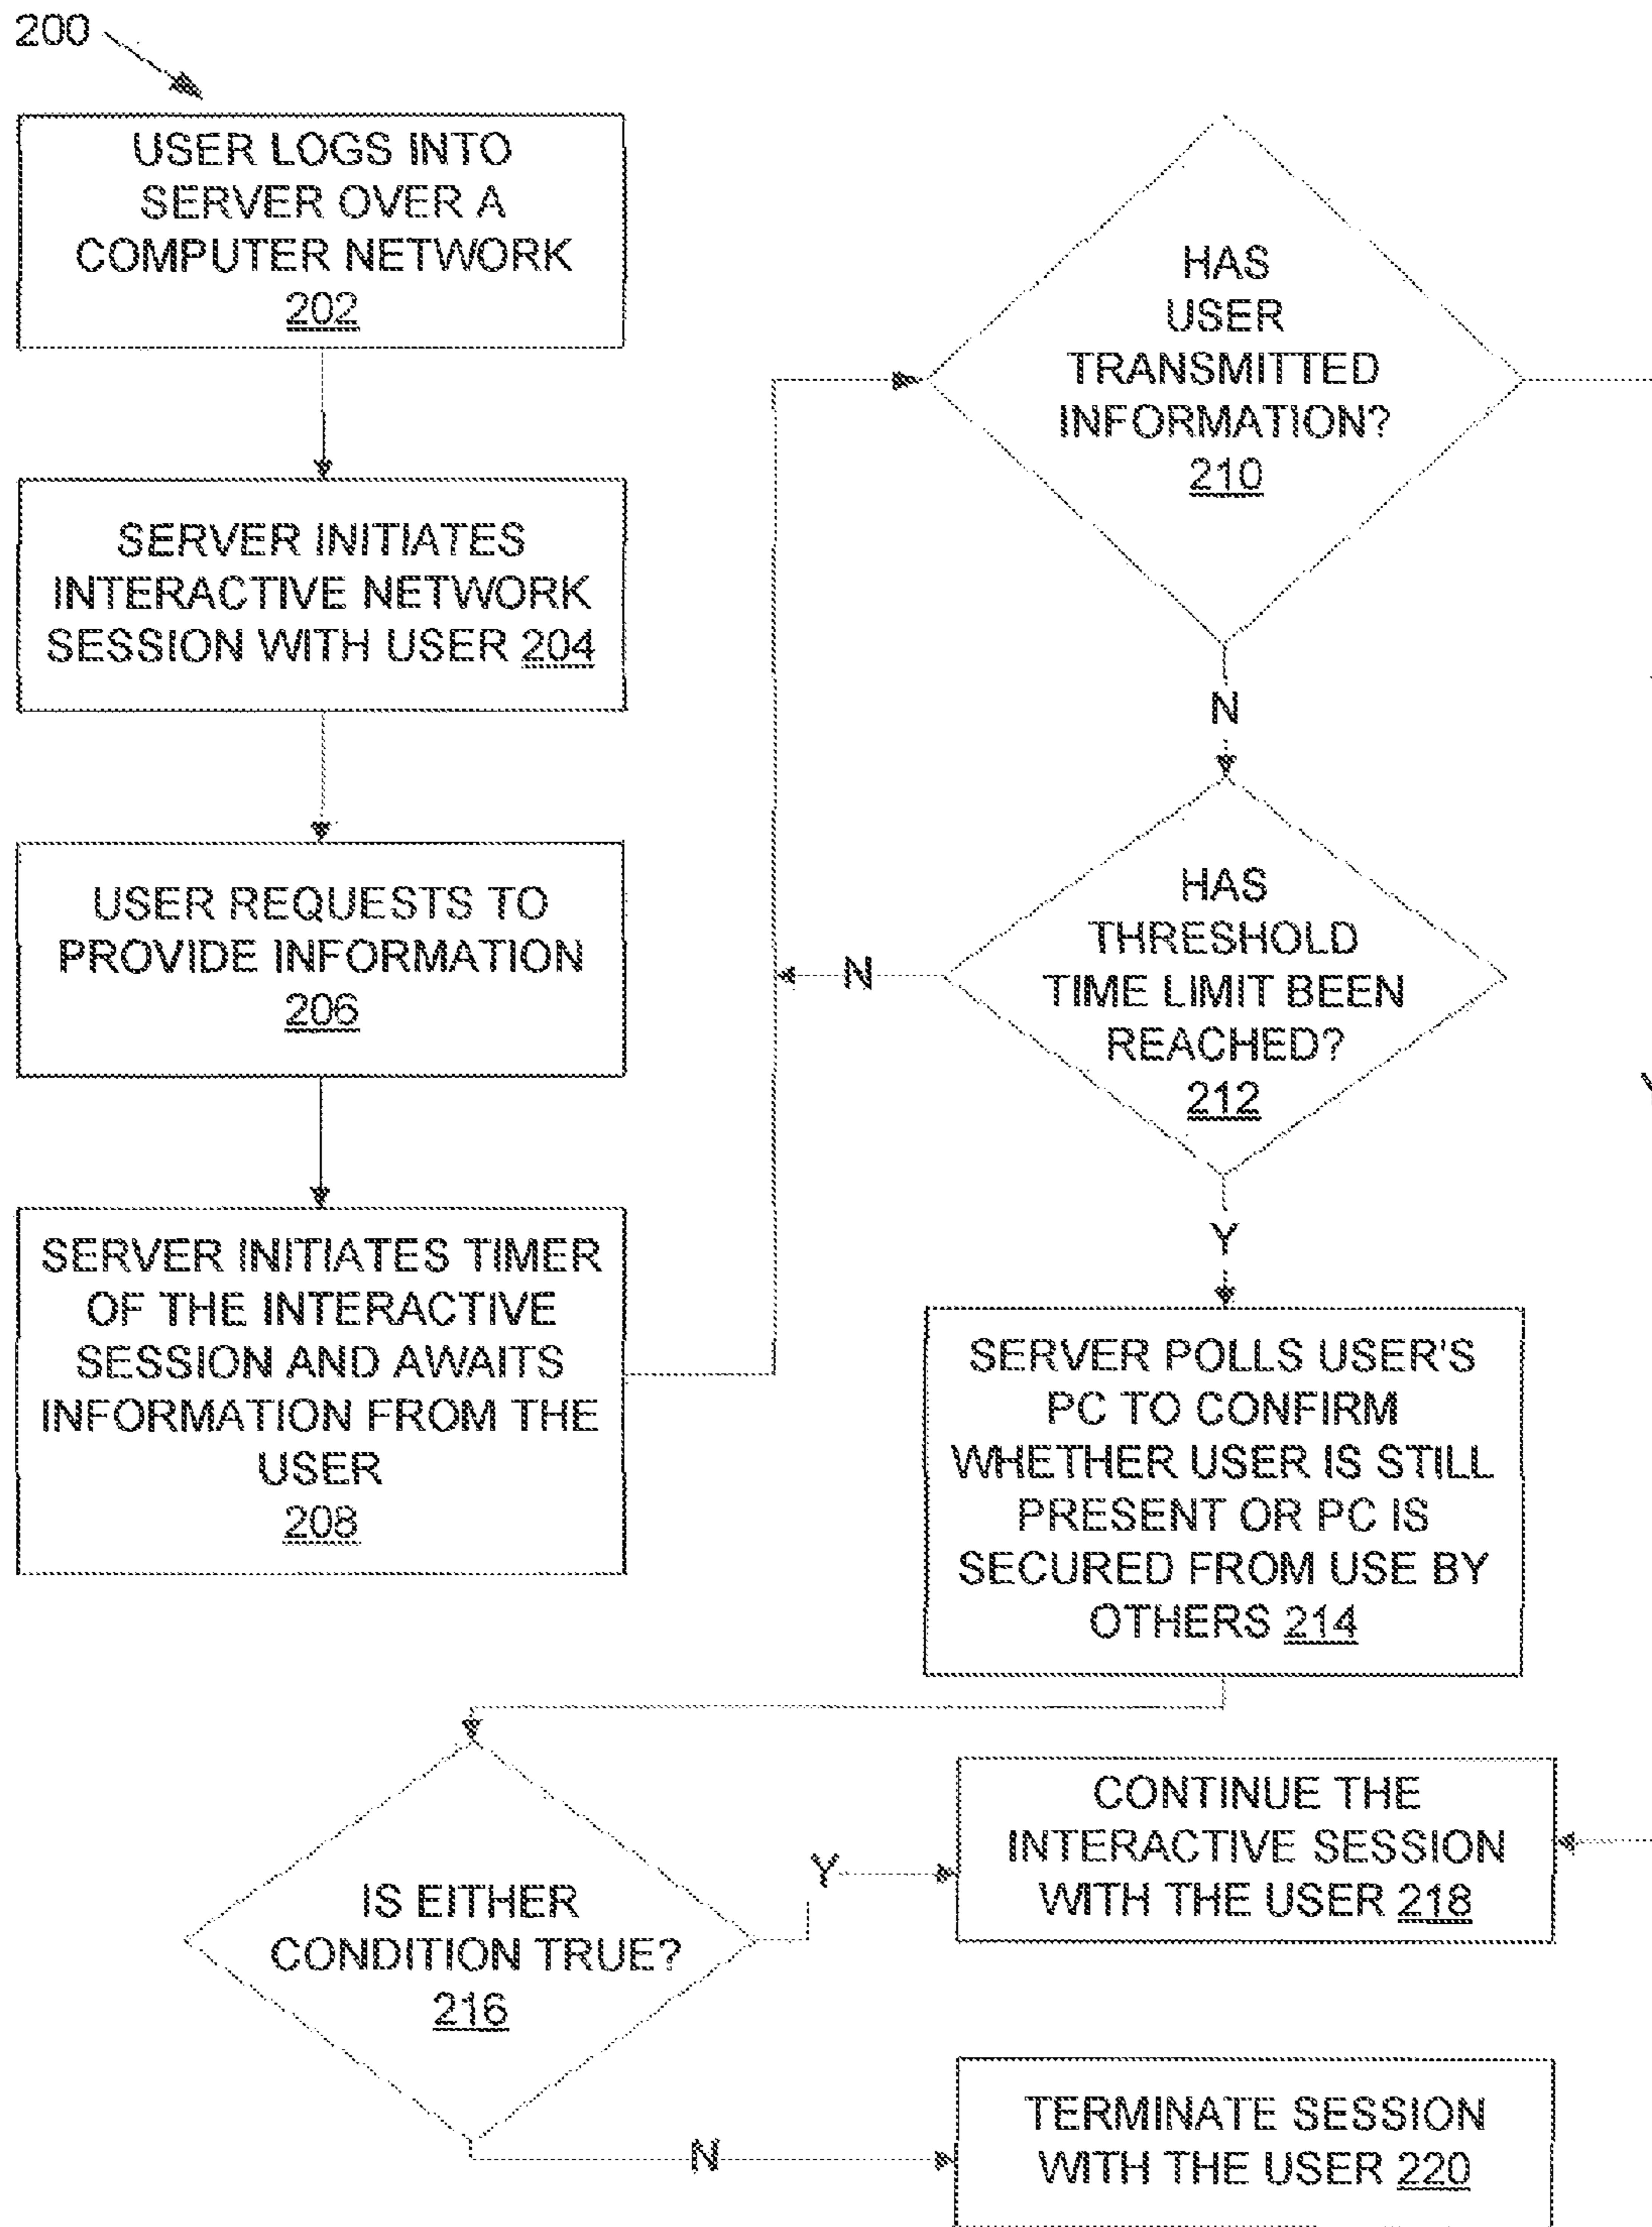 200
USER LOGS INTO
SERVER OVER A
COMPUTER NETWORK
202
SERVER INITIATES
INTERACTIVE NETWORK
SESSION WITH USER 204
USER REQUESTS TO
PROVIDE INFORMATION
206
SERVER INITIATES TIMER
OF THE INTERACTIVE
SESSION AND AWAITS
INFORMATION FROM THE
USER
208
HAS
USER
TRANSMITTED
INFORMATION?
210
N
HAS
THRESHOLD
TIME LIMIT BEEN
REACHED?
212
N
Y
SERVER POLLS USER'S
PC TO CONFIRM
WHETHER USER IS STILL
PRESENT OR PC IS
SECURED FROM USE BY
OTHERS 214
IS EITHER
CONDITION TRUE?
216
Y
CONTINUE THE
INTERACTIVE SESSION
WITH THE USER 218
N
TERMINATE SESSION
WITH THE USER 220